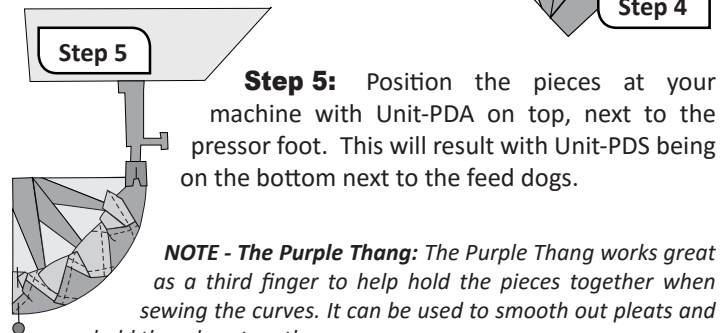 Step 4
Step 5
Step 5: Position the pieces at your
machine with Unit-PDA on top, next to the
pressor foot. This will result with Unit-PDS being
on the bottom next to the feed dogs.
NOTE - The Purple Thang: The Purple Thang works great
as a third finger to help hold the pieces together when
sewing the curves. It can be used to smooth out pleats and